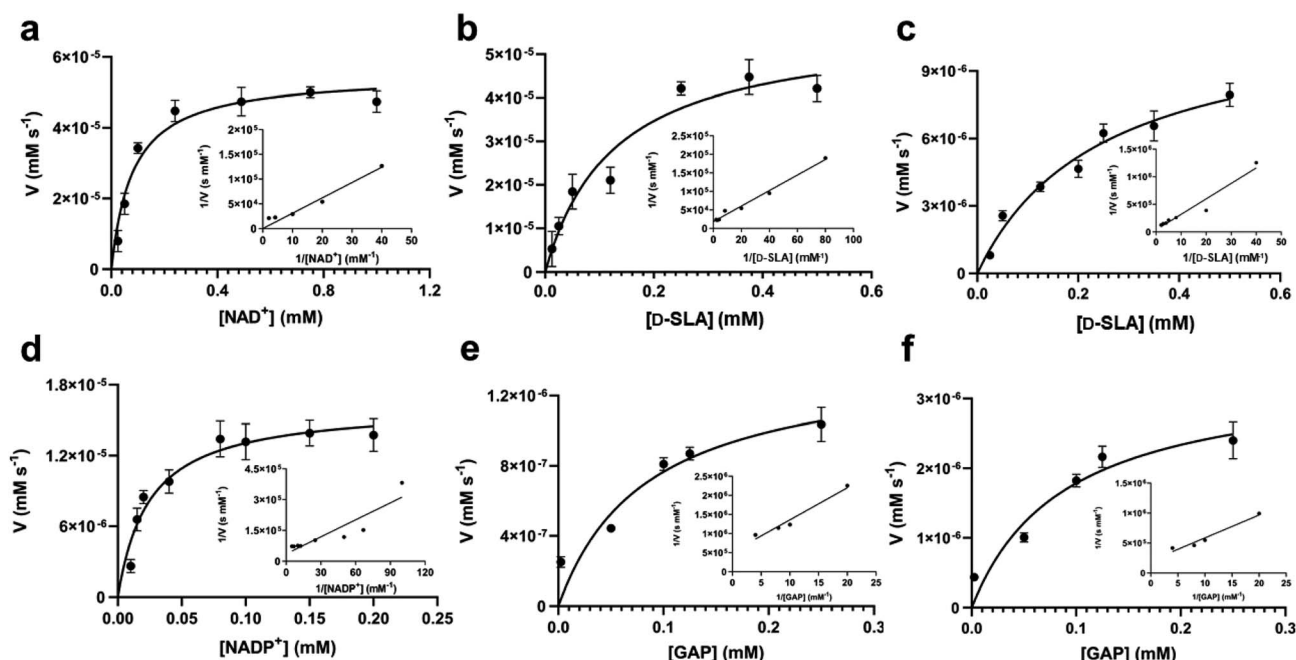 a
V (mM s⁻¹)
6×10⁻⁵
4×10⁻⁵
2×10⁻⁵
0
0.0 0.4 0.8 1.2
[NAD⁺] (mM)
1/V (s mM⁻¹)
2×10⁵
1.5×10⁵
1×10⁵
5×10⁴
0
0 10 20 30 40 50
1/[NAD⁺] (mM⁻¹)
b
V (mM s⁻¹)
5×10⁻⁵
4×10⁻⁵
3×10⁻⁵
2×10⁻⁵
1×10⁻⁵
0
0.0 0.2 0.4 0.6
[D-SLA] (mM)
1/V (s mM⁻¹)
2.5×10⁵
2×10⁵
1.5×10⁵
1×10⁵
5×10⁴
0
0 20 40 60 80 100
1/[D-SLA] (mM⁻¹)
c
V (mM s⁻¹)
9×10⁻⁶
6×10⁻⁶
3×10⁻⁶
0
0.0 0.2 0.4 0.6
[D-SLA] (mM)
1/V (s mM⁻¹)
0
0 10 20 30 40 50
1/[D-SLA] (mM⁻¹)
d
V (mM s⁻¹)
1.8×10⁻⁵
1.2×10⁻⁵
6×10⁻⁶
0
0.00 0.05 0.10 0.15 0.20 0.25
[NADP⁺] (mM)
1/V (s mM⁻¹)
4.5×10⁵
3×10⁵
1.5×10⁵
0
0 30 60 90 120
1/[NADP⁺] (mM⁻¹)
e
V (mM s⁻¹)
1.2×10⁻⁶
8×10⁻⁷
4×10⁻⁷
0
0.0 0.1 0.2 0.3
[GAP] (mM)
1/V (s mM⁻¹)
2.5×10⁶
2×10⁶
1.5×10⁶
1×10⁶
5×10⁵
0
0 5 10 15 20 25
1/[GAP] (mM⁻¹)
f
V (mM s⁻¹)
3×10⁻⁶
2×10⁻⁶
1×10⁻⁶
0
0.0 0.1 0.2 0.3
[GAP] (mM)
1/V (s mM⁻¹)
1.5×10⁶
1×10⁶
5×10⁵
0
0 5 10 15 20 25
1/[GAP] (mM⁻¹)